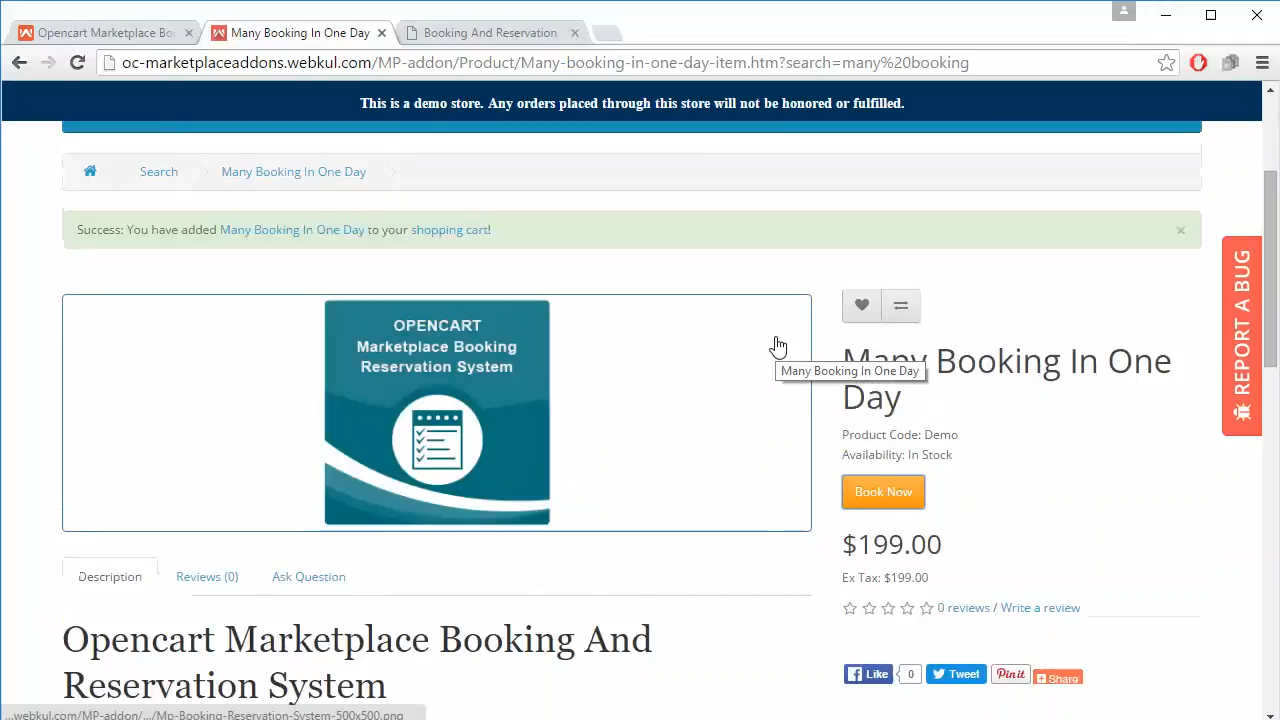 Opencart Marketplace Bo
Many Booking In One Day
Booking And Reservation
oc-marketplaceaddons.webkul.com/MP-addon/Product/Many-booking-in-one-day-item.htm?search=many%20booking
This is a demo store. Any orders placed through this store will not be honored or fulfilled.
Search
Many Booking In One Day
Success: You have added Many Booking In One Day to your shopping cart!
REPORT A BUG
OPENCART
Marketplace Booking
Reservation System
Many Booking In One
Day
Many Booking In One Day
Product Code: Demo
Availability: In Stock
Book Now
$199.00
Ex Tax: $199.00
0 reviews / Write a review
Like
0
Tweet
Pin it
Share
Description
Reviews (0)
Ask Question
Opencart Marketplace Booking And
Reservation System
...webkul.com/MP-addon/.../Mp-Booking-Reservation-System-500x500.png